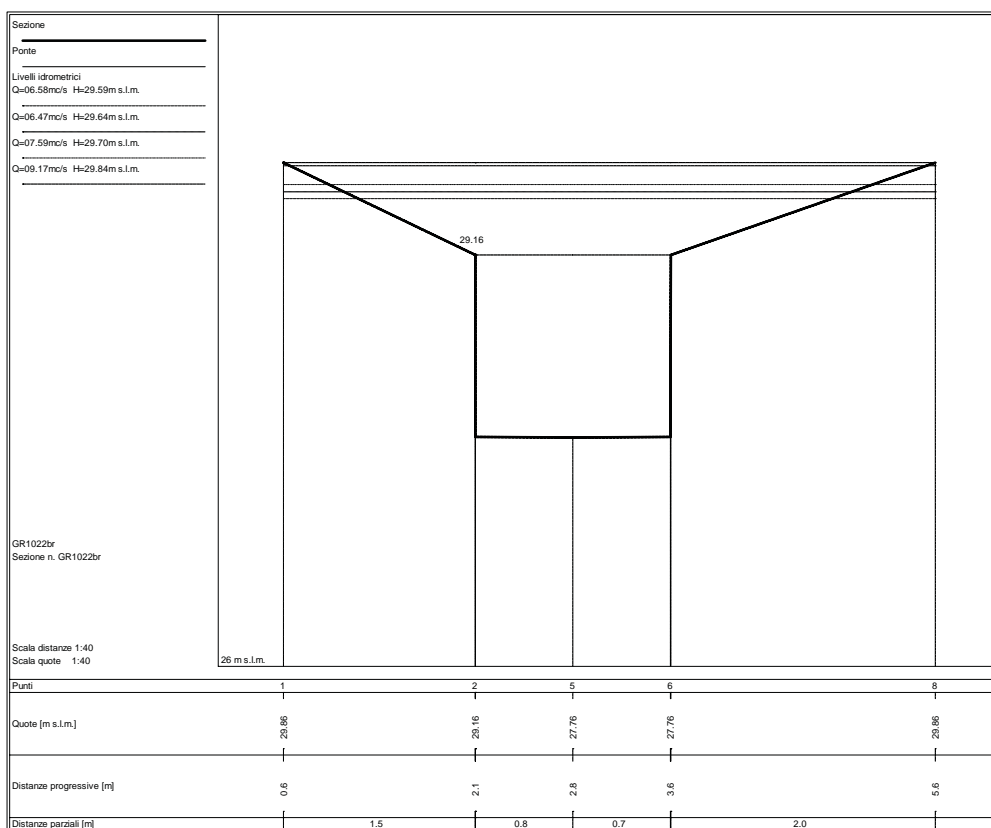 Sezione
Ponte
Livelli idrometrici
Q=06.58mc/s H=29.59m s.l.m.
Q=06.47mc/s H=29.64m s.l.m.
Q=07.59mc/s H=29.70m s.l.m.
Q=09.17mc/s H=29.84m s.l.m.
29.16
GR1022br
Sezione n. GR1022br
Scala distanze 1:40
Scala quote 1:40
26 m s.l.m.
Punti 1 2 5 6 8
Quote [m s.l.m.] 29.86 29.16 27.76 27.76 29.86
Distanze progressive [m] 0.6 2.1 2.8 3.6 5.6
Distanze parziali [m] 1.5 0.8 0.7 2.0